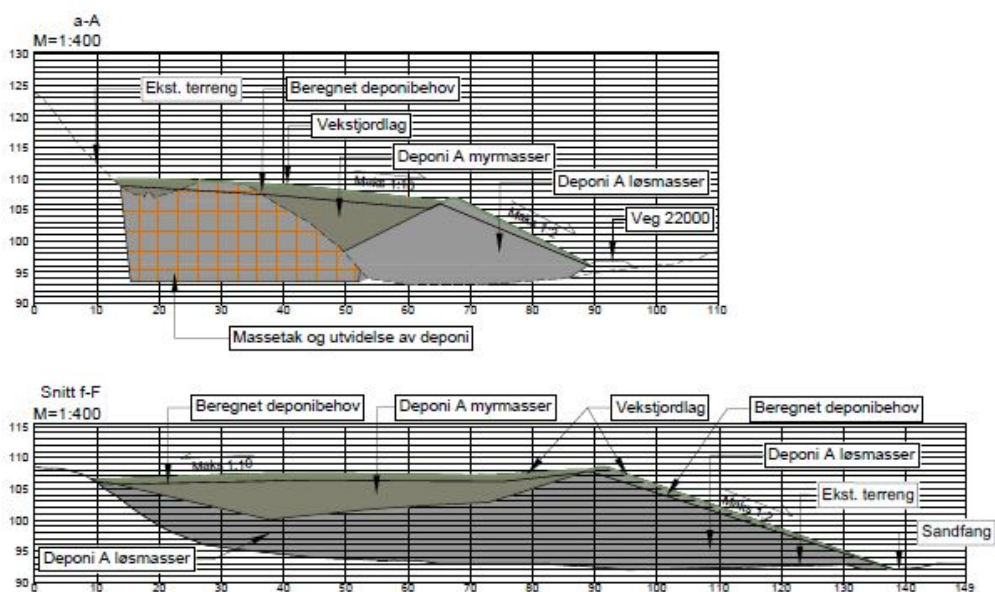 a-A
M=1:400
130
125
120
115
110
105
100
95
90
Ekst. terreng
Beregnet deponibehov
Vekstjordlag
Deponi A myrmasser
Maks 1:10
Deponi A løsmasser
Maks 1:2
Veg 22000
0 10 20 30 40 50 60 70 80 90 100 110
Massetak og utvidelse av deponi
Snitt f-F
M=1:400
115
110
105
100
95
90
Beregnet deponibehov
Deponi A myrmasser
Vekstjordlag
Beregnet deponibehov
Maks 1:10
Deponi A løsmasser
Ekst. terreng
Maks 1:2
Sandfang
Deponi A løsmasser
0 10 20 30 40 50 60 70 80 90 100 110 120 130 140 149